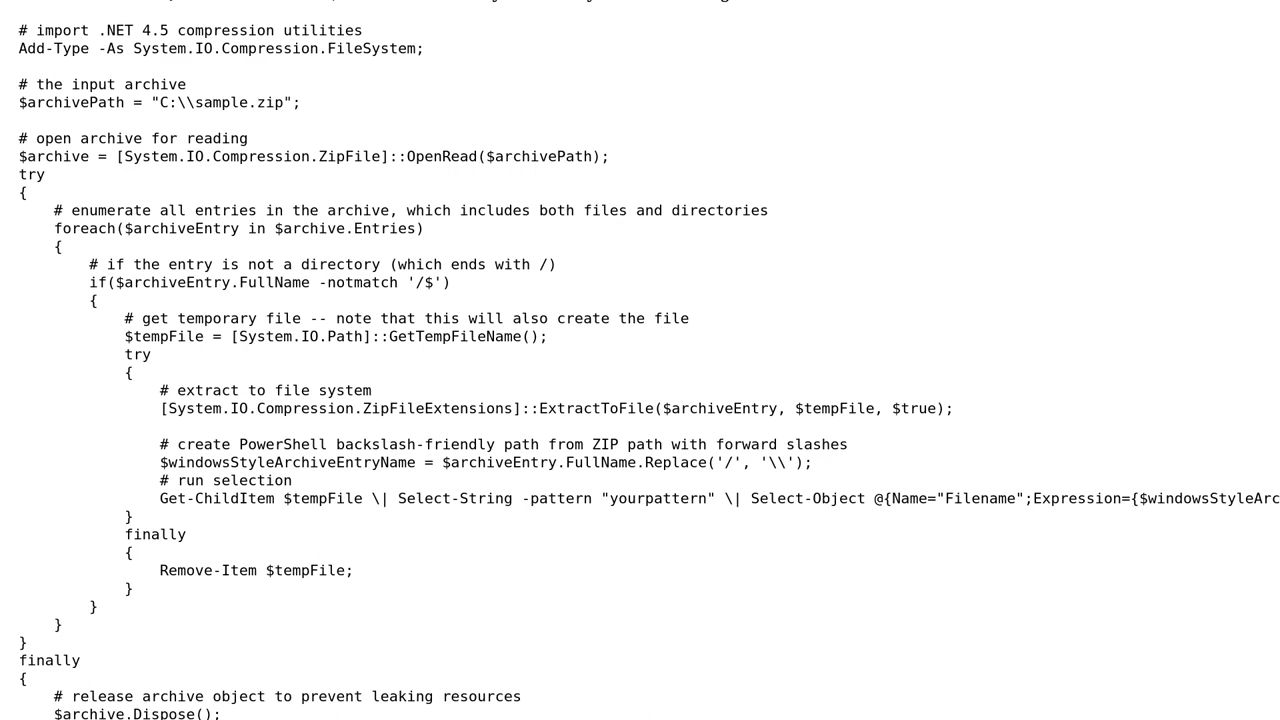 # import .NET 4.5 compression utilities
Add-Type -As System.IO.Compression.FileSystem;
# the input archive
$archivePath = "C:\\sample.zip";
# open archive for reading
$archive = [System.IO.Compression.ZipFile]::OpenRead($archivePath);
try
{
    # enumerate all entries in the archive, which includes both files and directories
    foreach($archiveEntry in $archive.Entries)
    {
        # if the entry is not a directory (which ends with /)
        if($archiveEntry.FullName -notmatch '/$')
        {
            # get temporary file -- note that this will also create the file
            $tempFile = [System.IO.Path]::GetTempFileName();
            try
            {
                # extract to file system
                [System.IO.Compression.ZipFileExtensions]::ExtractToFile($archiveEntry, $tempFile, $true);
                # create PowerShell backslash-friendly path from ZIP path with forward slashes
                $windowsStyleArchiveEntryName = $archiveEntry.FullName.Replace('/', '\\');
                # run selection
                Get-ChildItem $tempFile \| Select-String -pattern "yourpattern" \| Select-Object @{Name="Filename";Expression={$windowsStyleArc
            }
            finally
            {
                Remove-Item $tempFile;
            }
        }
    }
}
finally
{
    # release archive object to prevent leaking resources
    $archive.Dispose();